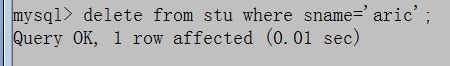 mysql> delete from stu where sname='aric';
Query OK, 1 row affected (0.01 sec)